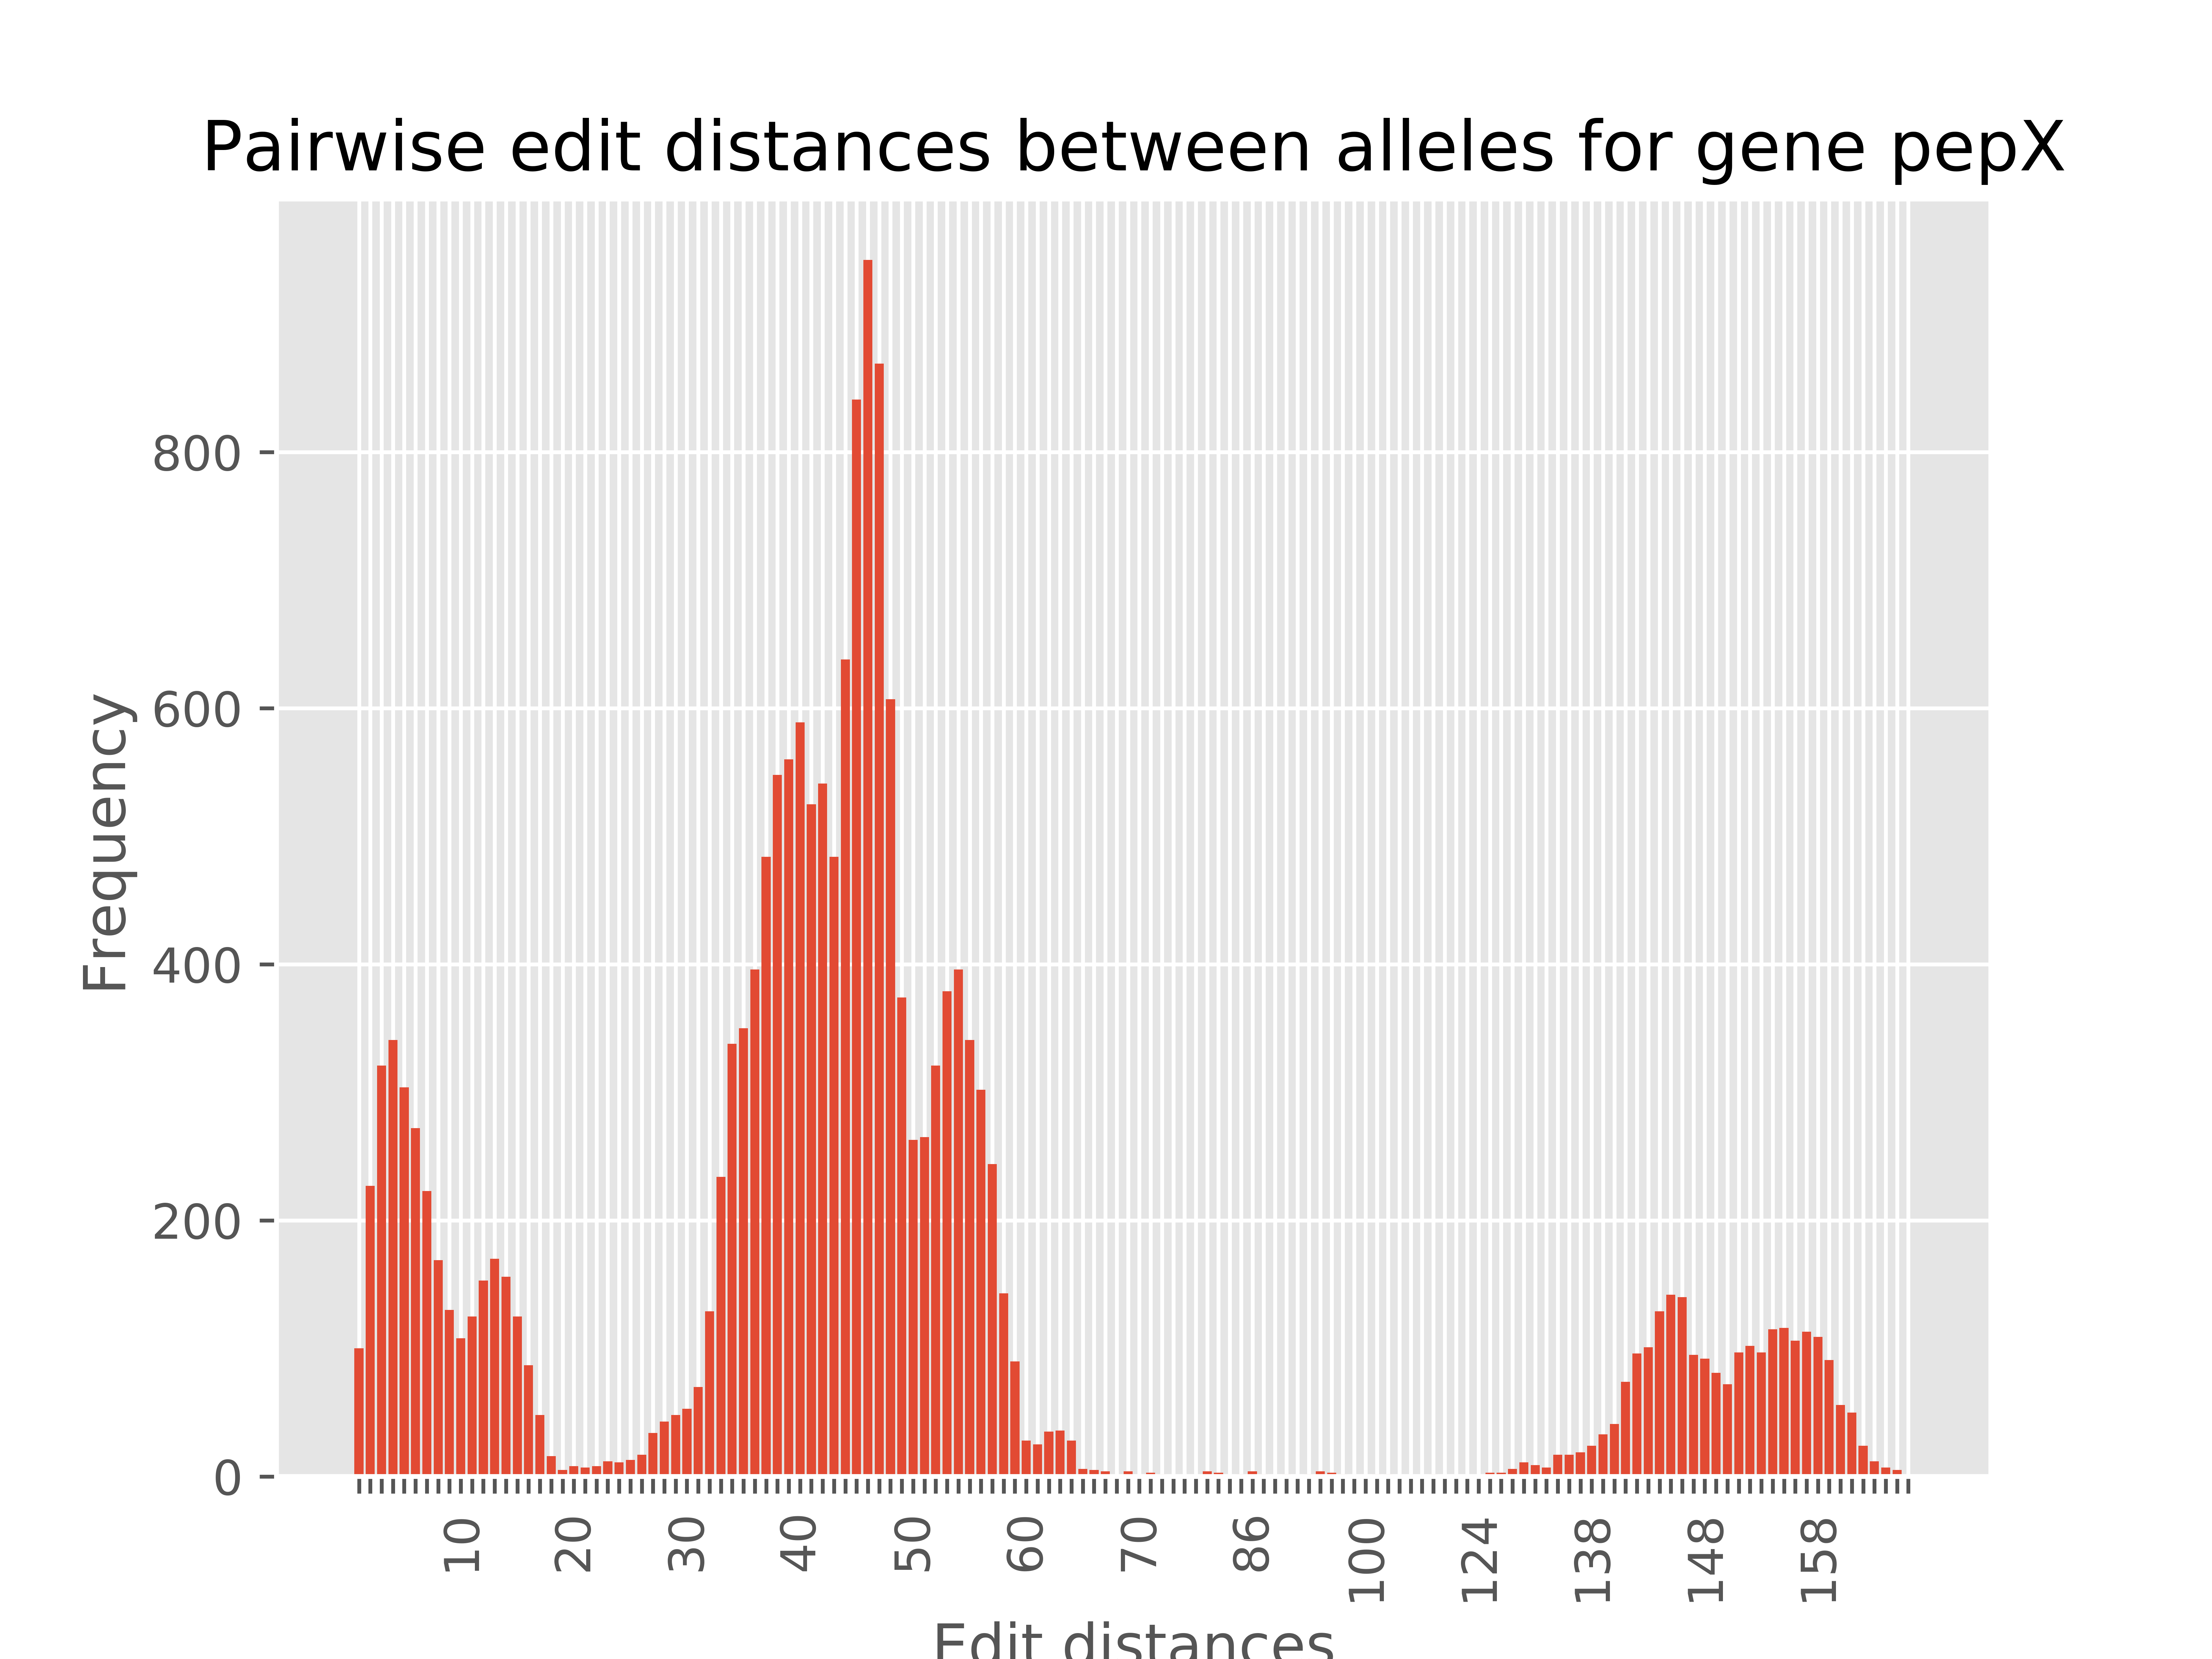 Pairwise edit distances between alleles for gene pepX
Frequency
800
600
400
200
0
10 20 30 40 50 60 70 86 100 124 138 148 158
Edit distances